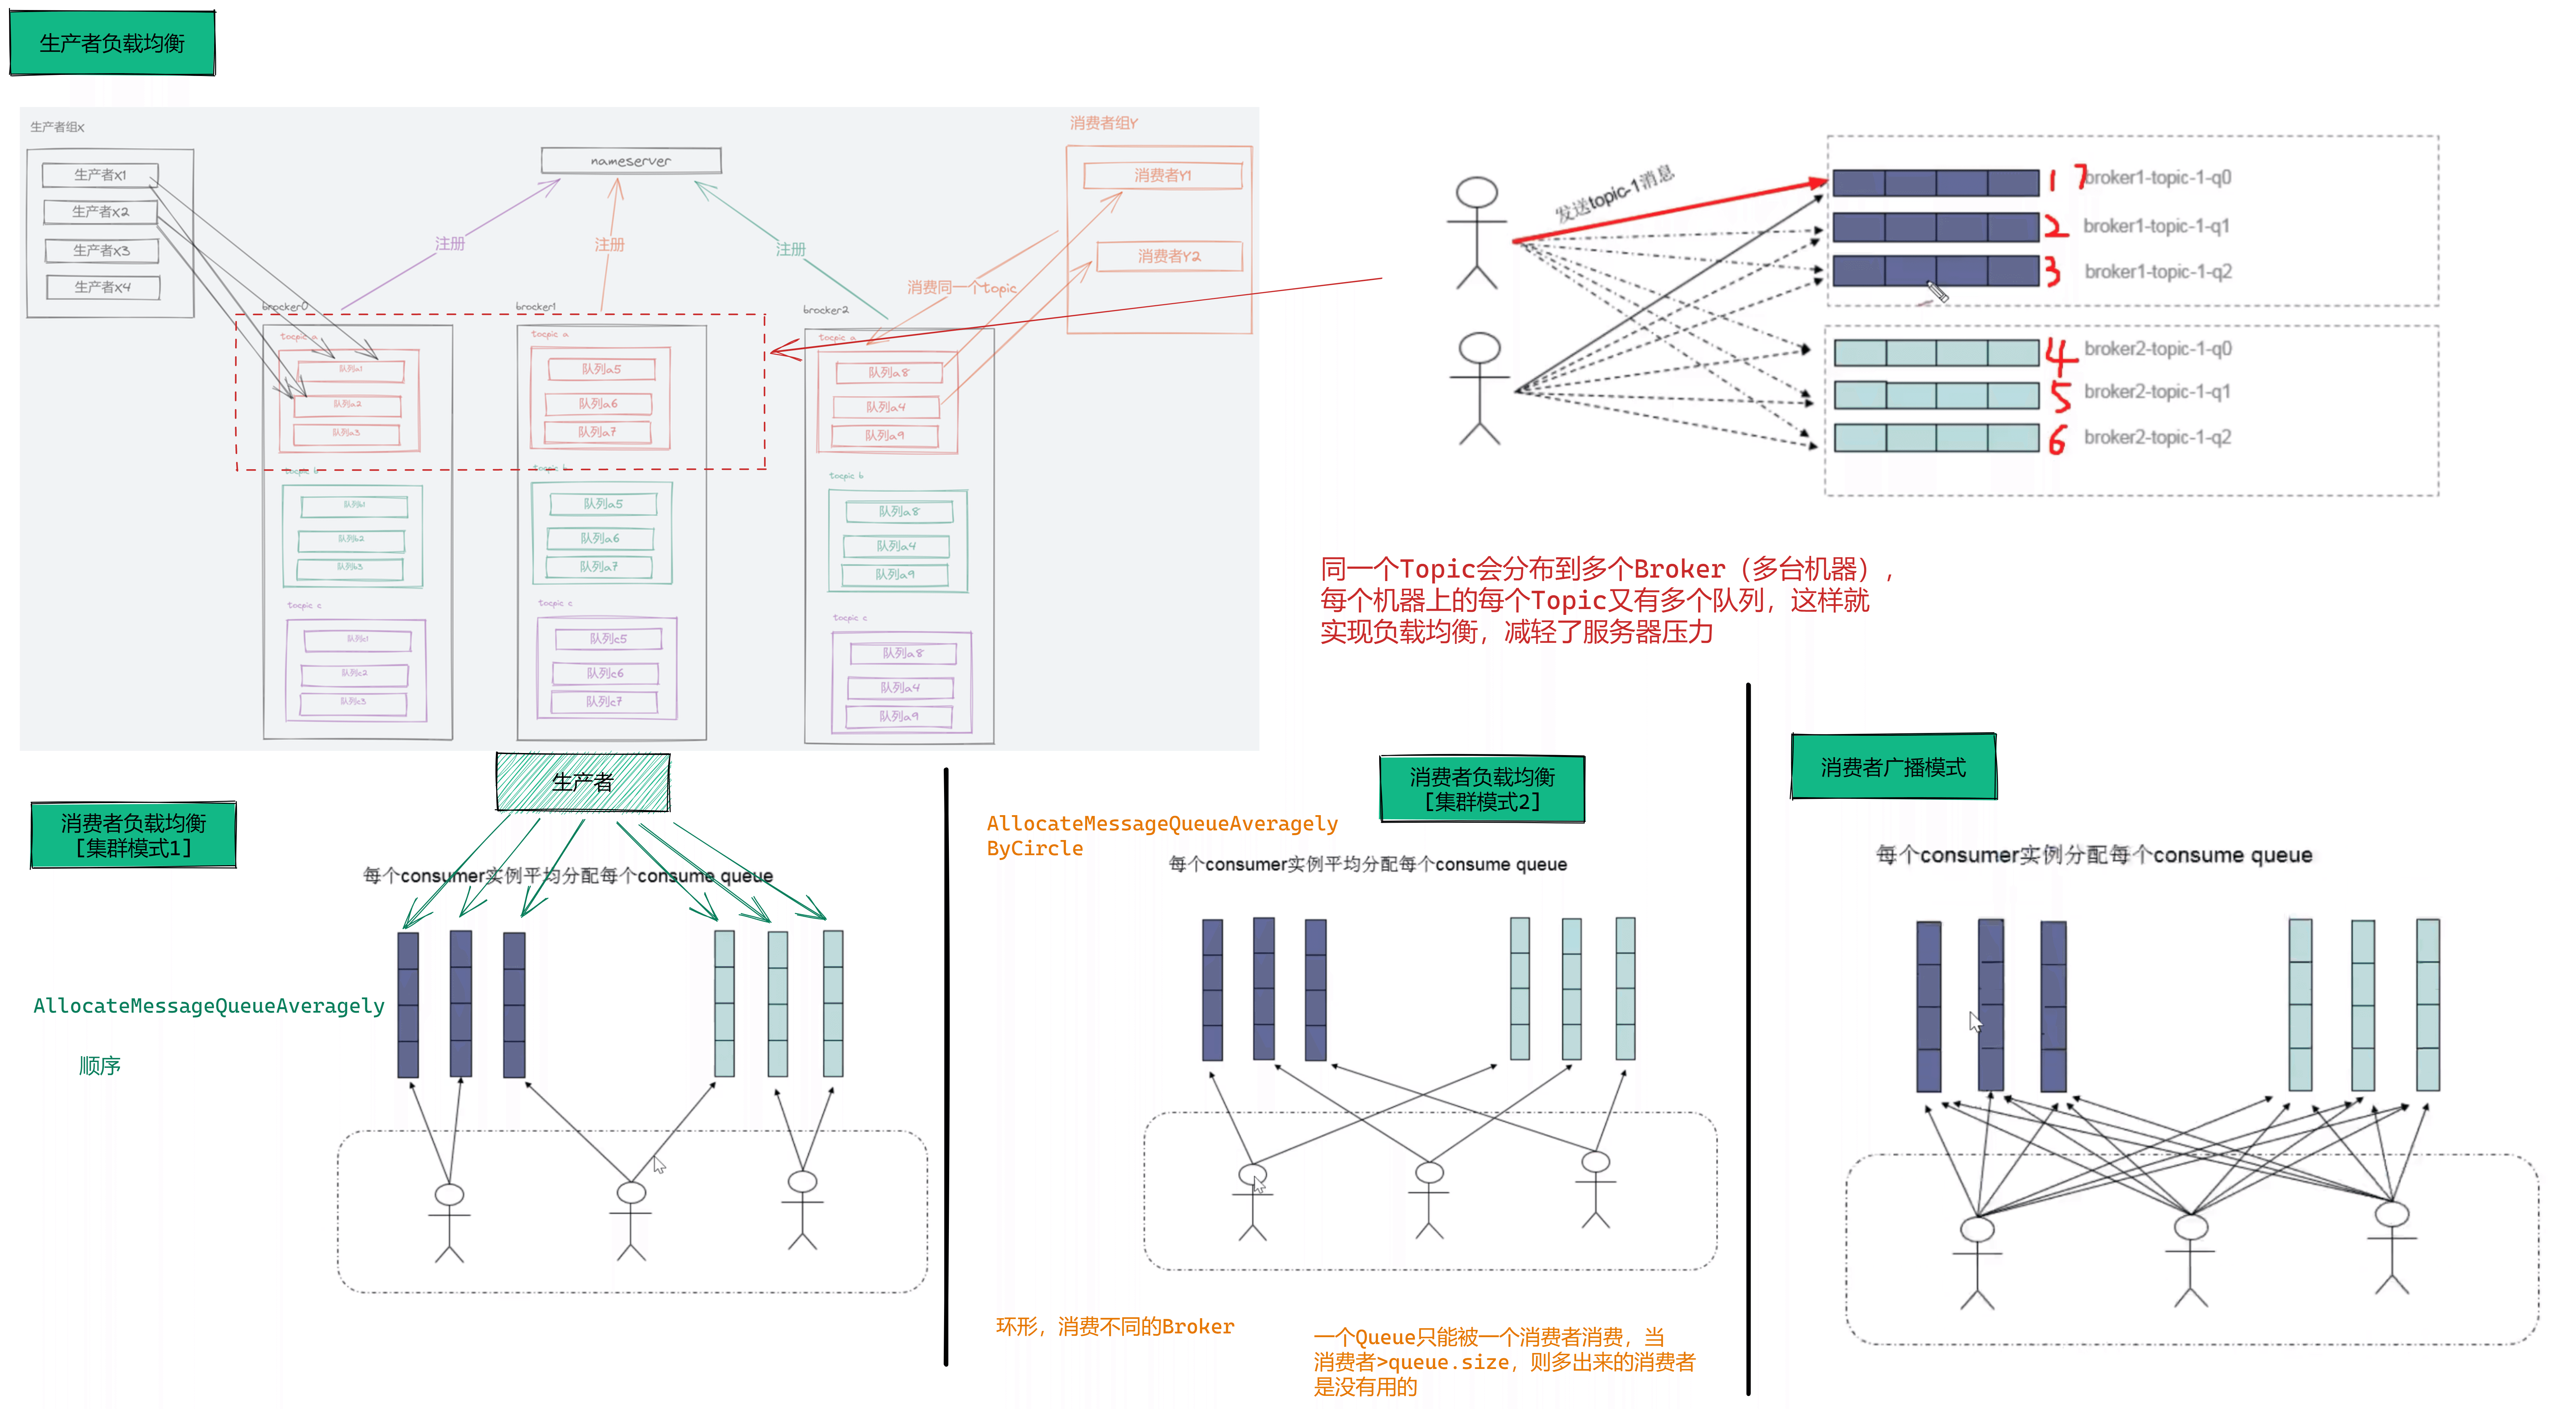 生产者负载均衡
生产者组X
生产者X1
生产者X2
生产者X3
生产者X4
nameserver
消费者组Y
消费者Y1
消费者Y2
注册
注册
注册
消费同一个topic
brocker0
tocpic a
队列a1
队列a2
队列a3
tocpic b
队列b1
队列b2
队列b3
tocpic c
队列c1
队列c2
队列c3
brocker1
tocpic a
队列a5
队列a6
队列a7
tocpic b
队列a5
队列a6
队列a7
tocpic c
队列c5
队列c6
队列c7
brocker2
tocpic a
队列a8
队列a4
队列a9
tocpic b
队列a8
队列a4
队列a9
tocpic c
队列a8
队列a4
队列a9
发送topic-1消息
1 7 broker1-topic-1-q0
2 broker1-topic-1-q1
3 broker1-topic-1-q2
4 broker2-topic-1-q0
5 broker2-topic-1-q1
6 broker2-topic-1-q2
同一个Topic会分布到多个Broker（多台机器），
每个机器上的每个Topic又有多个队列，这样就
实现负载均衡，减轻了服务器压力
生产者
消费者负载均衡
[集群模式1]
每个consumer实例平均分配每个consume queue
AllocateMessageQueueAveragely
顺序
消费者负载均衡
[集群模式2]
AllocateMessageQueueAveragely
ByCircle
每个consumer实例平均分配每个consume queue
环形，消费不同的Broker
一个Queue只能被一个消费者消费，当
消费者>queue.size，则多出来的消费者
是没有用的
消费者广播模式
每个consumer实例分配每个consume queue